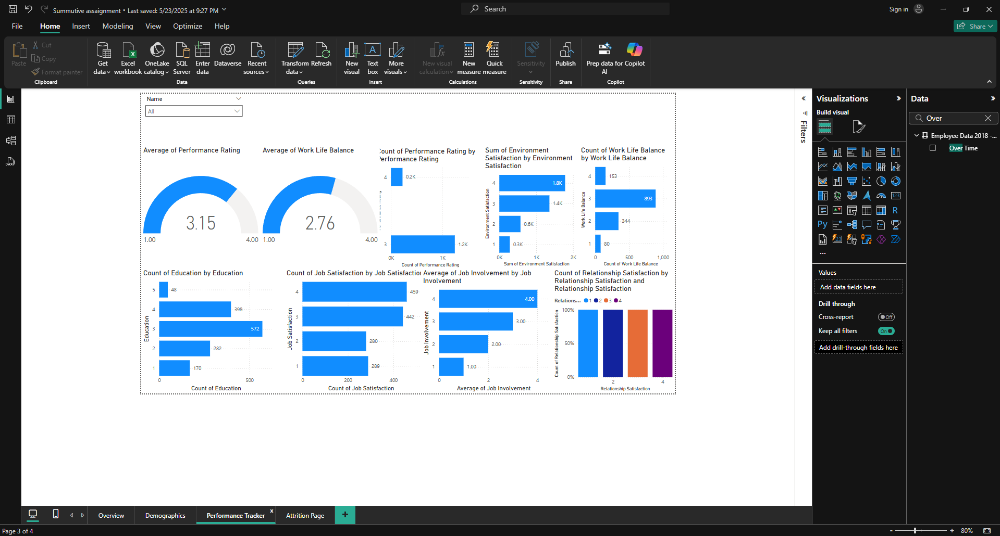 Summutive assaignment • Last saved: 5/23/2025 at 9:27 PM
Search
Sign in
File Home Insert Modeling View Optimize Help
Share
Paste
Cut
Copy
Format painter
Clipboard
Get data
Excel workbook
OneLake catalog
SQL Server
Enter data
Dataverse
Recent sources
Data
Transform data
Refresh
Queries
New visual
Text box
More visuals
Insert
New visual calculation
New measure
Quick measure
Calculations
Sensitivity
Sensitivity
Publish
Share
Prep data for AI
Copilot
Copilot
Name
All
Average of Performance Rating
3.15
1.00 4.00
Average of Work Life Balance
2.76
1.00 4.00
Count of Performance Rating by
Performance Rating
4 0.2K
3 1.2K
0K 1K
Count of Performance Rating
Sum of Environment
Satisfaction by Environment
Satisfaction
Environment Satisfaction
4 1.8K
3 1.4K
2 0.6K
1 0.3K
0K 1K 2K
Sum of Environment Satisfaction
Count of Work Life Balance
by Work Life Balance
Work Life Balance
4 153
3 893
2 344
1 80
0 500 1,000
Count of Work Life Balance
Count of Education by Education
Education
5 48
4 398
3 572
2 282
1 170
0 500
Count of Education
Count of Job Satisfaction by Job Satisfaction
Job Satisfaction
4 459
3 442
2 280
1 289
0 200 400
Count of Job Satisfaction
Average of Job Involvement by Job
Involvement
Job Involvement
4 4.00
3 3.00
2 2.00
1 1.00
0 2 4
Average of Job Involvement
Count of Relationship Satisfaction by
Relationship Satisfaction and
Relationship Satisfaction
Relations... 1 2 3 4
Count of Relationship Satisfaction
100%
50%
0%
2 4
Relationship Satisfaction
Filters
Visualizations
Build visual
R
Py
123
...
Values
Add data fields here
Drill through
Cross-report Off
Keep all filters On
Add drill-through fields here
Data
Over
Employee Data 2018 -...
Over Time
Overview
Demographics
Performance Tracker x
Attrition Page
+
Page 3 of 4
- + 80%